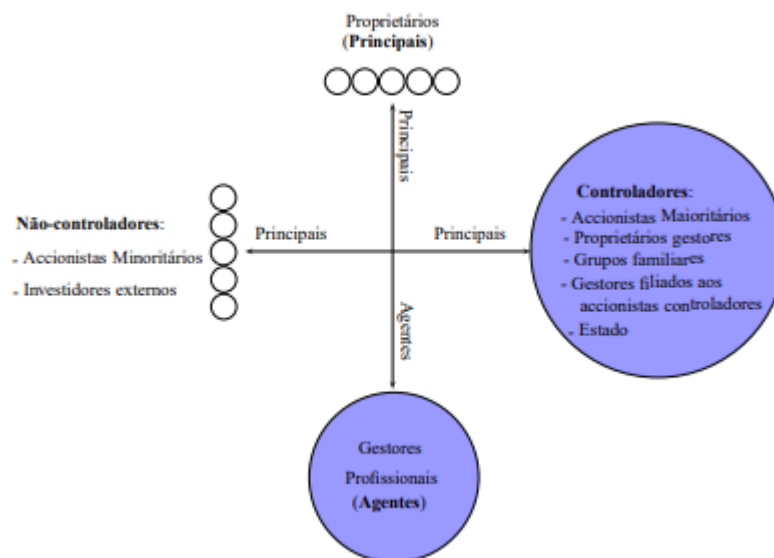 Proprietários
(Principais)
Principais
Não-controladores:
- Accionistas Minoritários
- Investidores externos
Principais
Principais
Controladores:
- Accionistas Maioritários
- Proprietários gestores
- Grupos familiares
- Gestores filiados aos
accionistas controladores
- Estado
Agentes
Gestores
Profissionais
(Agentes)